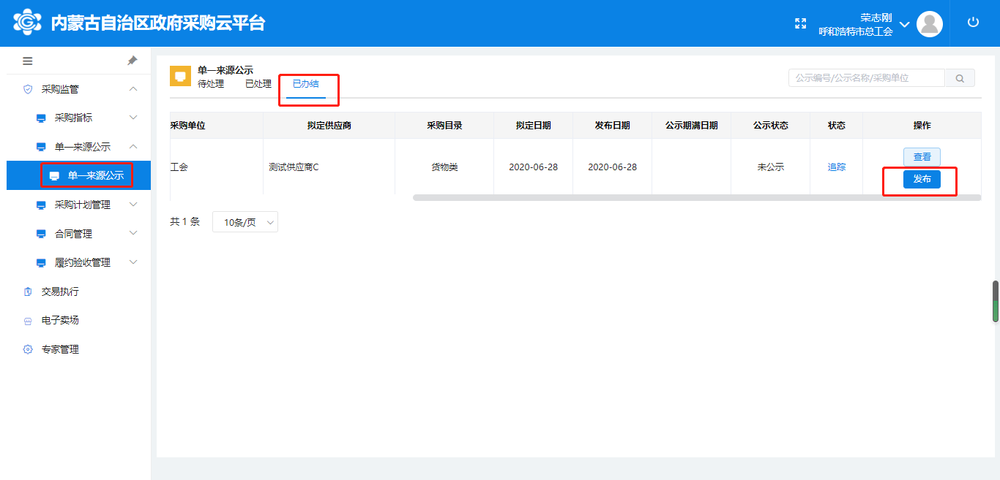 内蒙古自治区政府采购云平台
荣志刚
呼和浩特市总工会
采购监管
采购指标
单一来源公示
单一来源公示
采购计划管理
合同管理
履约验收管理
交易执行
电子卖场
专家管理
单一来源公示
待处理 已处理 已办结
公示编号/公示名称/采购单位
采购单位 拟定供应商 采购目录 拟定日期 发布日期 公示期满日期 公示状态 状态 操作
工会 测试供应商C 货物类 2020-06-28 2020-06-28 未公示 追踪 查看
发布
共 1 条 10条/页